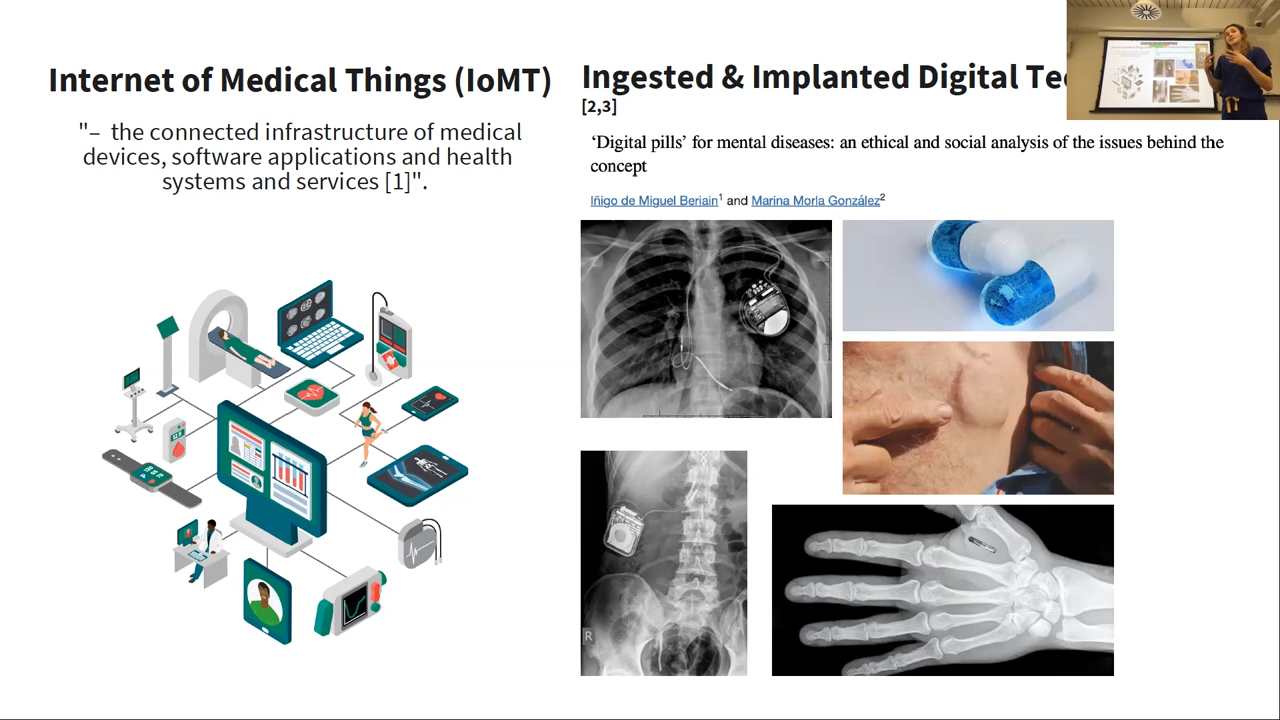 Internet of Medical Things (IoMT)
"– the connected infrastructure of medical
devices, software applications and health
systems and services [1]".
Ingested & Implanted Digital
[2,3]
‘Digital pills’ for mental diseases: an ethical and social analysis of the issues behind the
concept
Iñigo de Miguel Beriain1 and Marina Morla González2
R